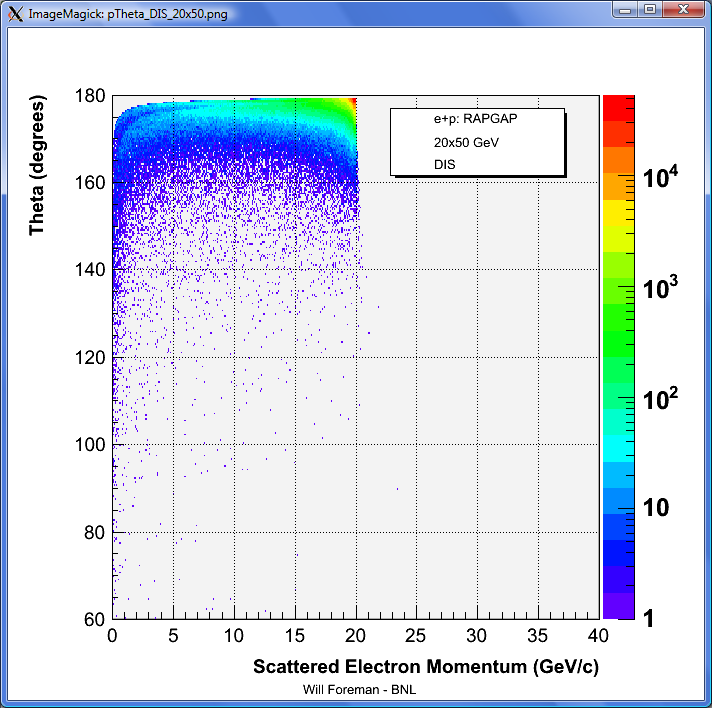 ImageMagick: pTheta_DIS_20x50.png
Theta (degrees)
180
160
140
120
100
80
60
0 5 10 15 20 25 30 35 40
e+p: RAPGAP
20x50 GeV
DIS
10^4
10^3
10^2
10
1
Scattered Electron Momentum (GeV/c)
Will Foreman - BNL